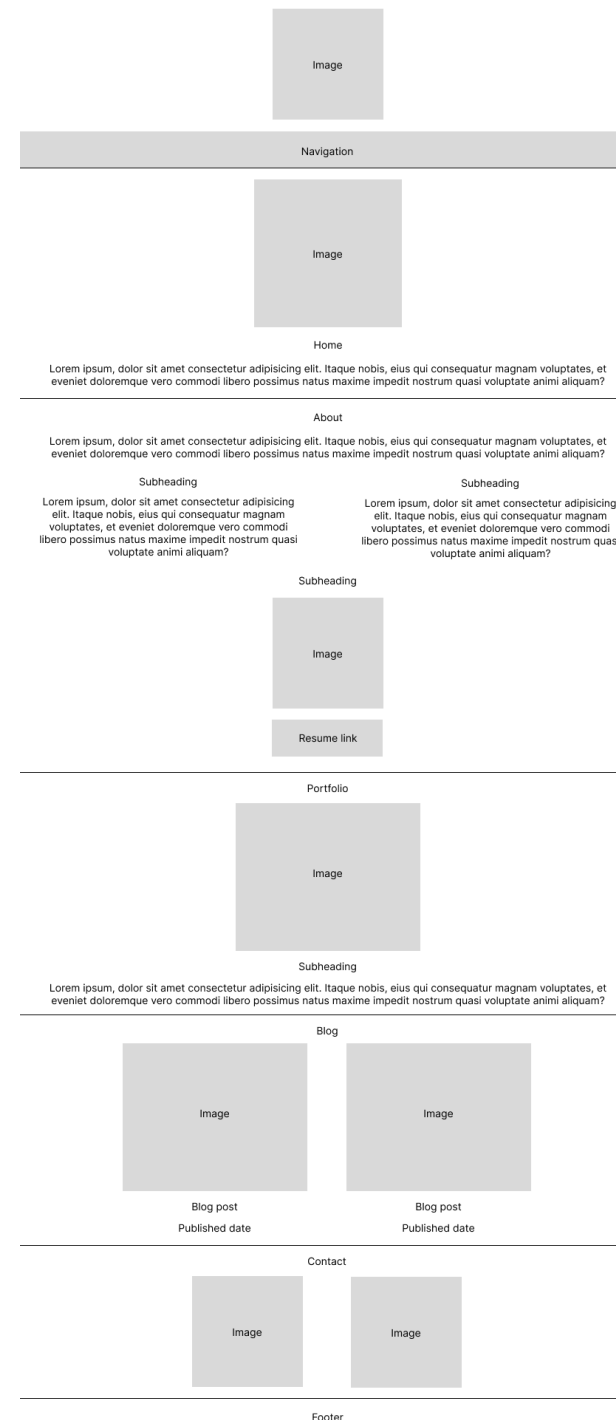 Image
Navigation
Image
Home
Lorem ipsum, dolor sit amet consectetur adipisicing elit. Itaque nobis, eius qui consequatur magnam voluptates, et
eveniet doloremque vero commodi libero possimus natus maxime impedit nostrum quasi voluptate animi aliquam?
About
Lorem ipsum, dolor sit amet consectetur adipisicing elit. Itaque nobis, eius qui consequatur magnam voluptates, et
eveniet doloremque vero commodi libero possimus natus maxime impedit nostrum quasi voluptate animi aliquam?
Subheading
Lorem ipsum, dolor sit amet consectetur adipisicing
elit. Itaque nobis, eius qui consequatur magnam
voluptates, et eveniet doloremque vero commodi
libero possimus natus maxime impedit nostrum quasi
voluptate animi aliquam?
Subheading
Lorem ipsum, dolor sit amet consectetur adipisicing
elit. Itaque nobis, eius qui consequatur magnam
voluptates, et eveniet doloremque vero commodi
libero possimus natus maxime impedit nostrum quas
voluptate animi aliquam?
Subheading
Image
Resume link
Portfolio
Image
Subheading
Lorem ipsum, dolor sit amet consectetur adipisicing elit. Itaque nobis, eius qui consequatur magnam voluptates, et
eveniet doloremque vero commodi libero possimus natus maxime impedit nostrum quasi voluptate animi aliquam?
Blog
Image
Image
Blog post
Blog post
Published date
Published date
Contact
Image
Image
Footer